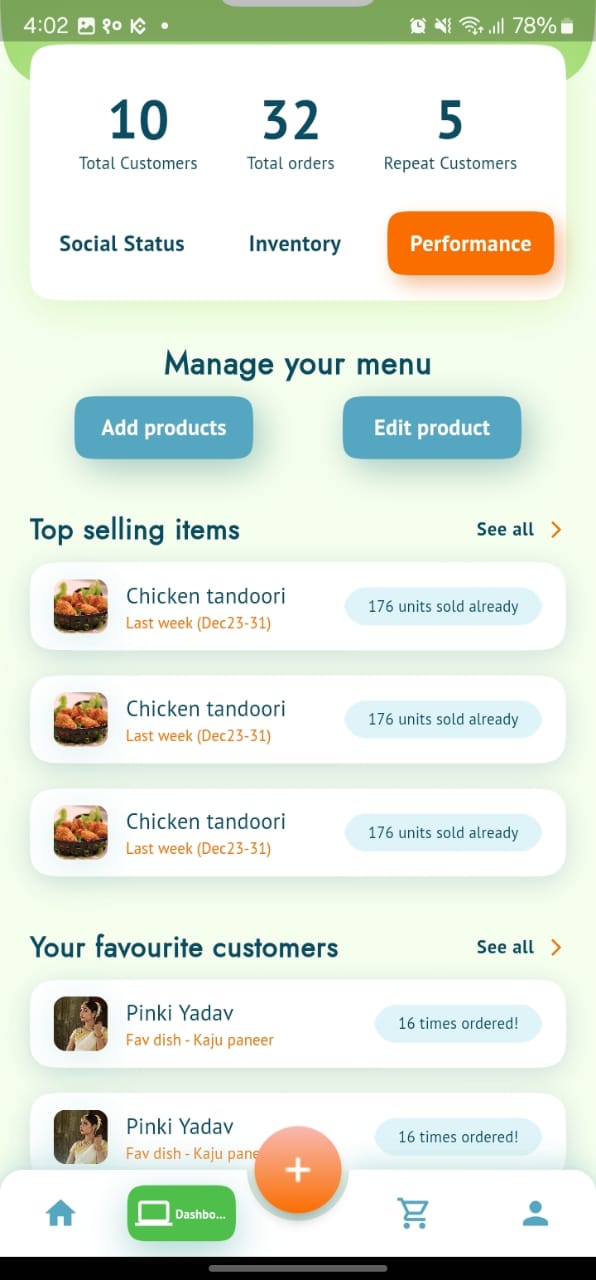 4:02 १० 78%
10 32 5
Total Customers Total orders Repeat Customers
Social Status Inventory Performance
Manage your menu
Add products Edit product
Top selling items See all
Chicken tandoori
Last week (Dec23-31)
176 units sold already
Chicken tandoori
Last week (Dec23-31)
176 units sold already
Chicken tandoori
Last week (Dec23-31)
176 units sold already
Your favourite customers See all
Pinki Yadav
Fav dish - Kaju paneer
16 times ordered!
Pinki Yadav
Fav dish - Kaju pane
16 times ordered!
Dashbo...